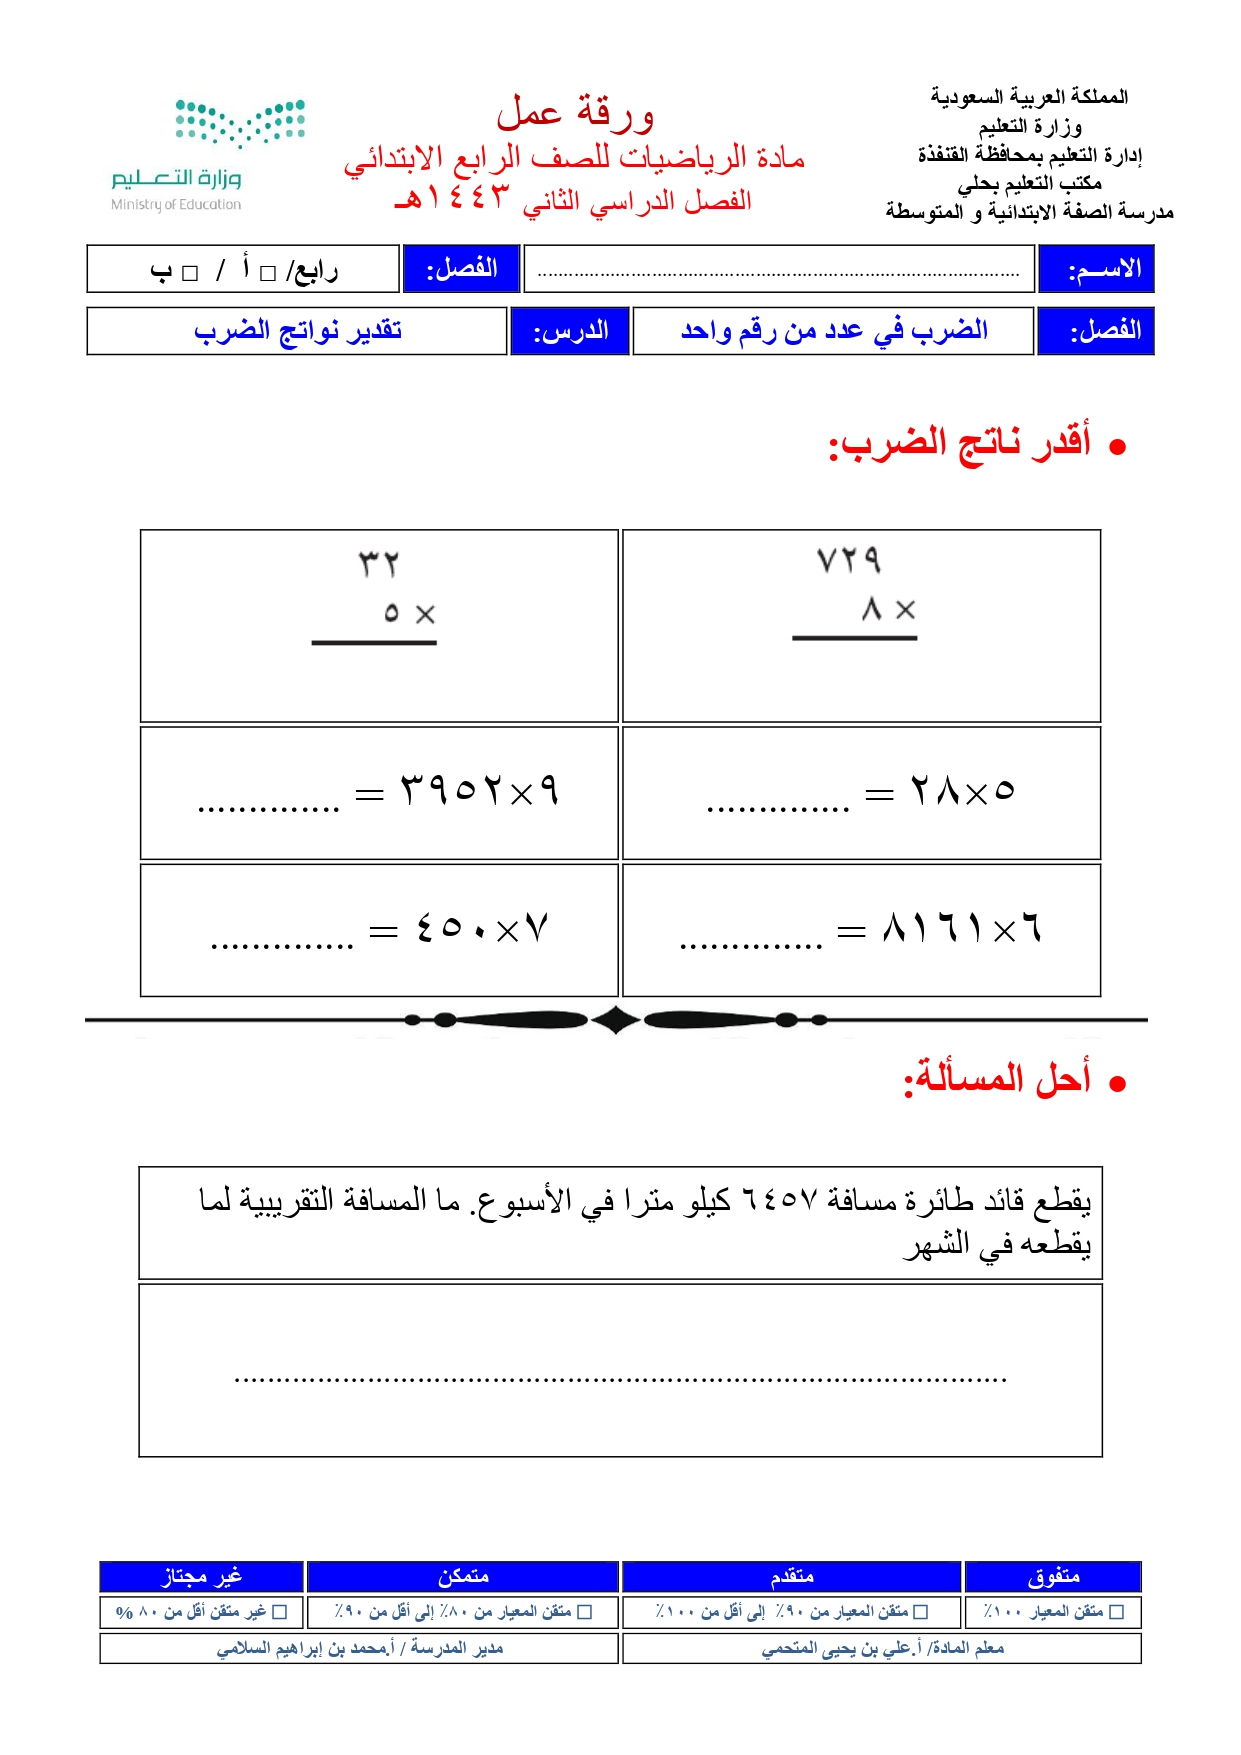 المملكة العربية السعودية
وزارة التعليم
إدارة التعليم بمحافظة القنفذة
مكتب التعليم بحلي
مدرسة الصفة الابتدائية و المتوسطة
ورقة عمل
مادة الرياضيات للصف الرابع الابتدائي
الفصل الدراسي الثاني ١٤٤٣هـ
وزارة التعـــليم
Ministry of Education
الاســم: ........................................................................................... الفصل: رابع/ □ أ / □ ب
الفصل: الضرب في عدد من رقم واحد الدرس: تقدير نواتج الضرب
• أقدر ناتج الضرب:
٧٢٩
× ٨
٣٢
× ٥
٥×٢٨ = ..............
٩×٣٩٥٢ = ..............
٦×٨١٦١ = ..............
٧×٤٥٠ = ..............
• أحل المسألة:
يقطع قائد طائرة مسافة ٦٤٥٧ كيلو مترا في الأسبوع. ما المسافة التقريبية لما
يقطعه في الشهر
...........................................................................................
متفوق متقدم متمكن غير مجتاز
□ متقن المعيار ١٠٠٪ □ متقن المعيار من ٩٠٪ إلى أقل من ١٠٠٪ □ متقن المعيار من ٨٠٪ إلى أقل من ٩٠٪ □ غير متقن أقل من ٨٠ %
معلم المادة/ أ.علي بن يحيى المتحمي مدير المدرسة / أ.محمد بن إبراهيم السلامي